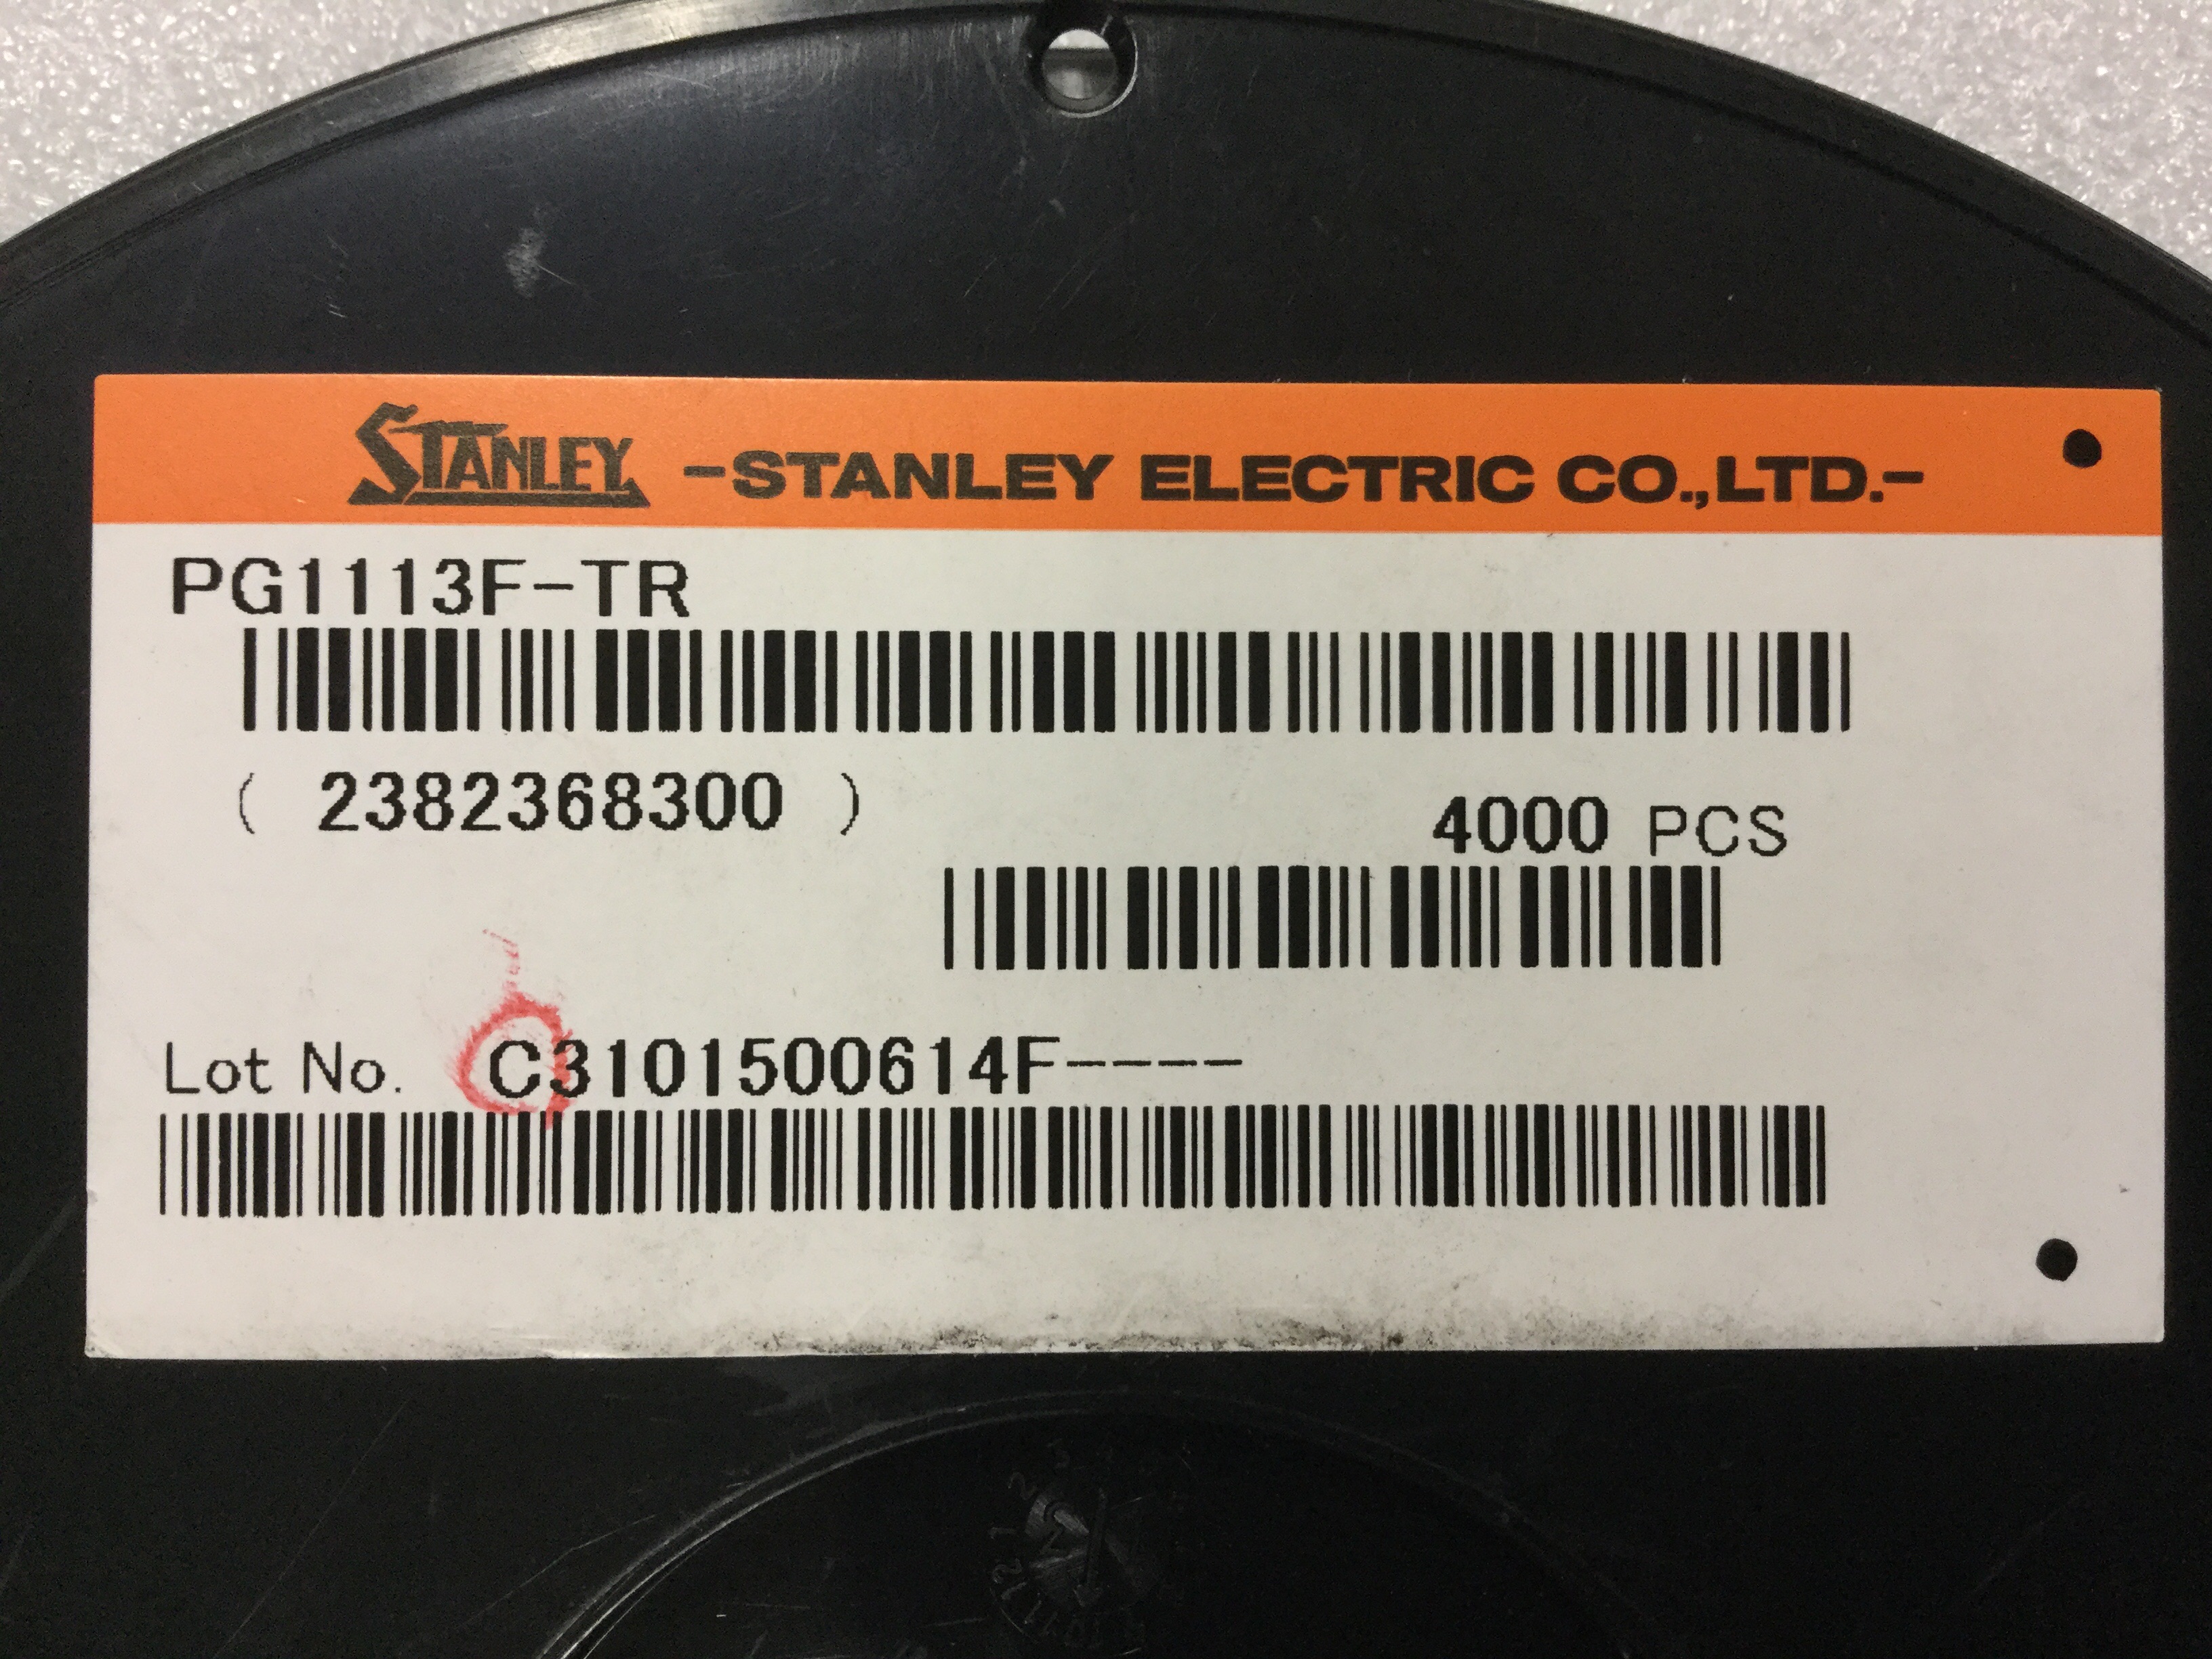 STANLEY -STANLEY ELECTRIC CO.,LTD.-
PG1113F-TR
( 2382368300 )
4000 PCS
Lot No. C3101500614F----